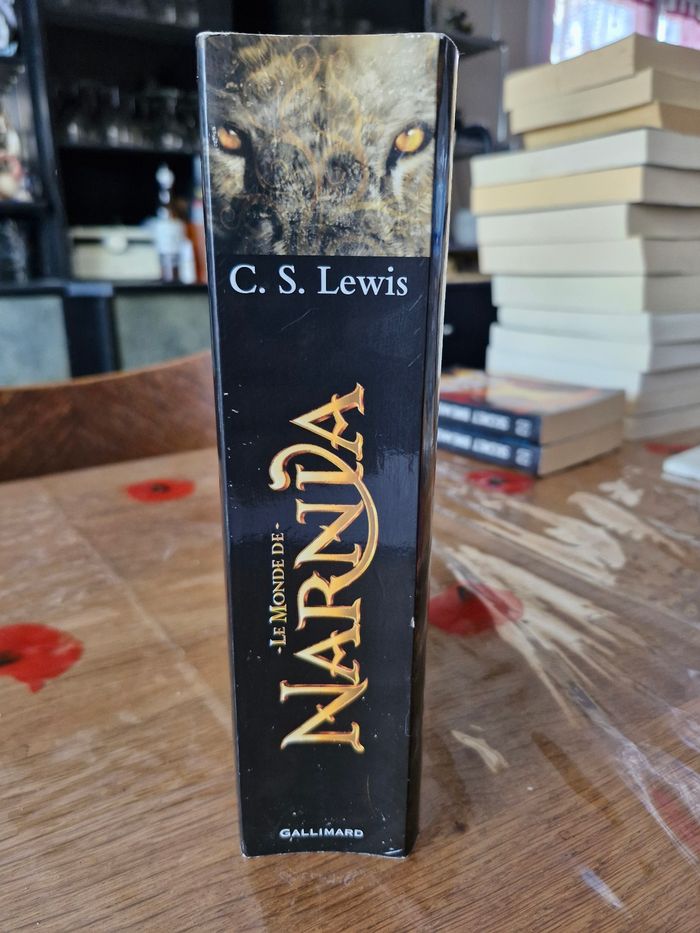 C. S. Lewis
-LE MONDE DE-
NARNIA
GALLIMARD